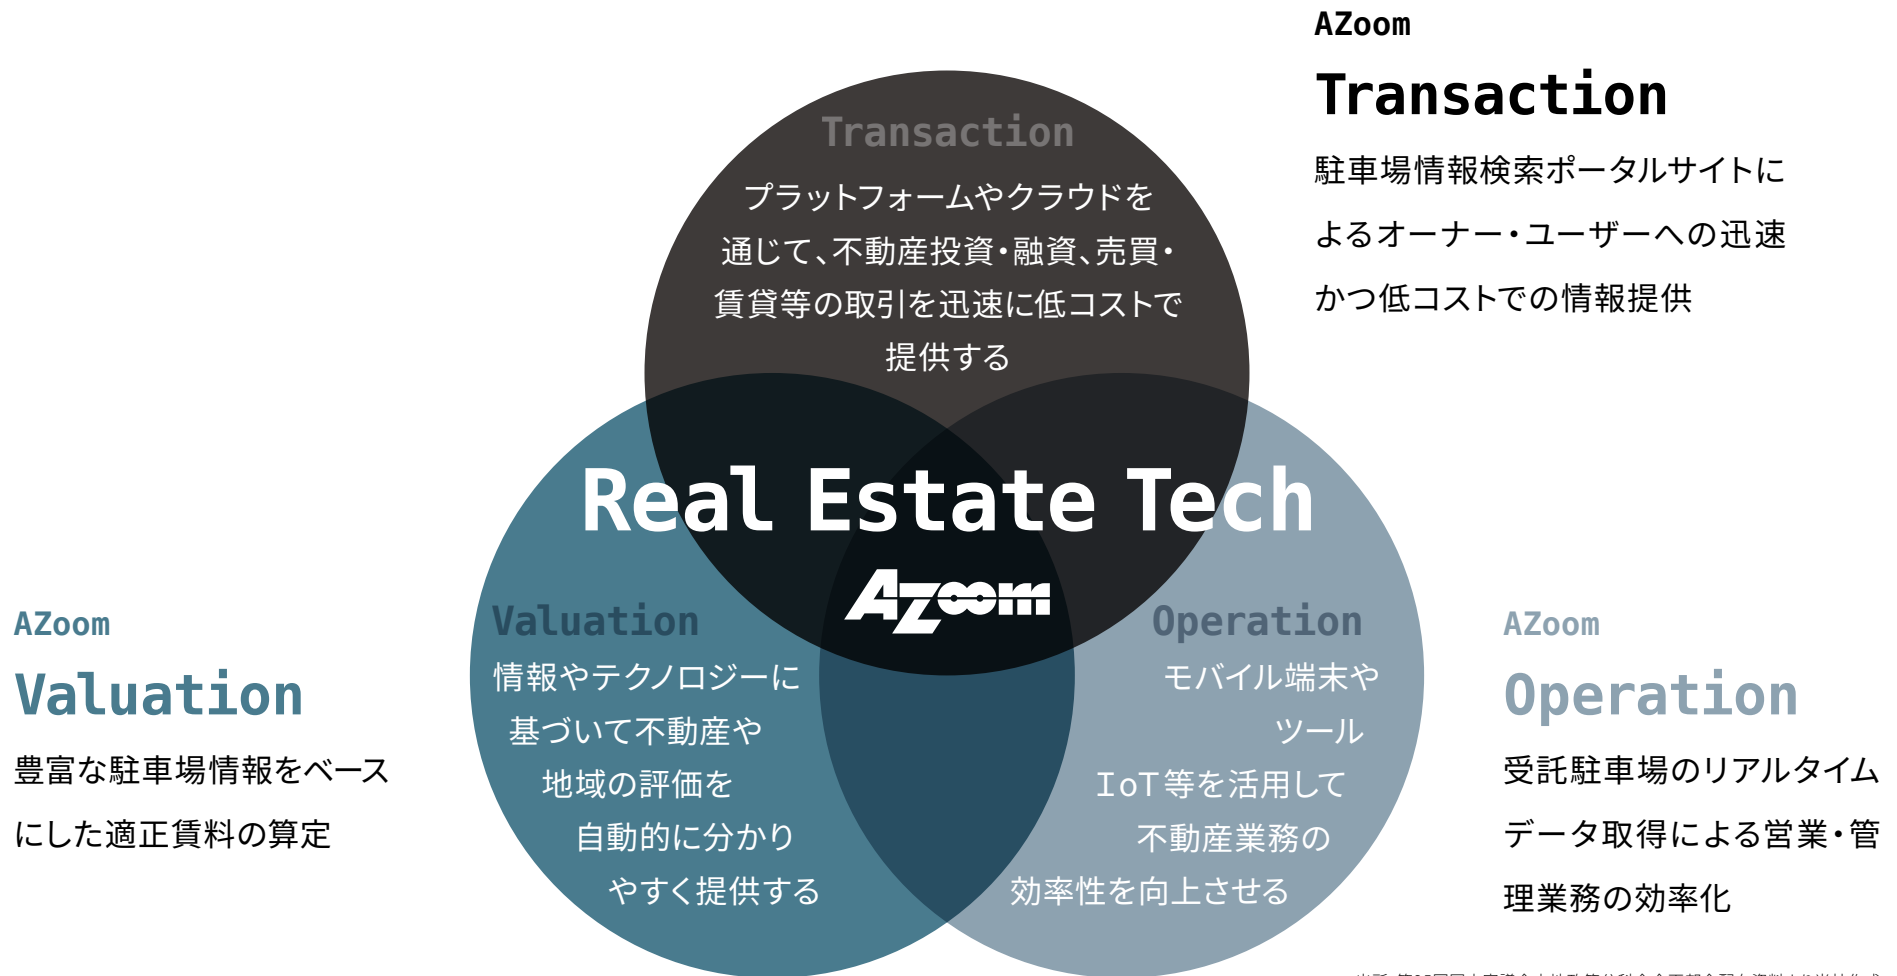 AZoom
Transaction
駐車場情報検索ポータルサイトに
よるオーナー・ユーザーへの迅速
かつ低コストでの情報提供
Transaction
プラットフォームやクラウドを
通じて、不動産投資・融資、売買・
賃貸等の取引を迅速に低コストで
提供する
Real Estate Tech
AZoom
Valuation
情報やテクノロジーに
基づいて不動産や
地域の評価を
自動的に分かり
やすく提供する
Operation
モバイル端末や
ツール
IoT等を活用して
不動産業務の
効率性を向上させる
AZoom
Valuation
豊富な駐車場情報をベース
にした適正賃料の算定
AZoom
Operation
受託駐車場のリアルタイム
データ取得による営業・管
理業務の効率化